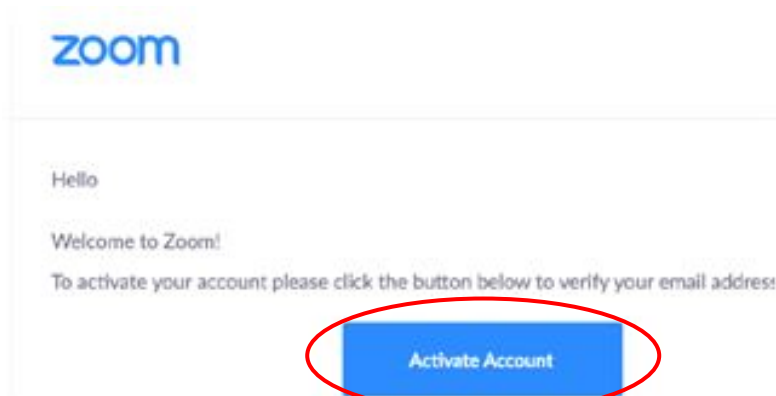 zoom
Hello
Welcome to Zoom!
To activate your account please click the button below to verify your email address
Activate Account